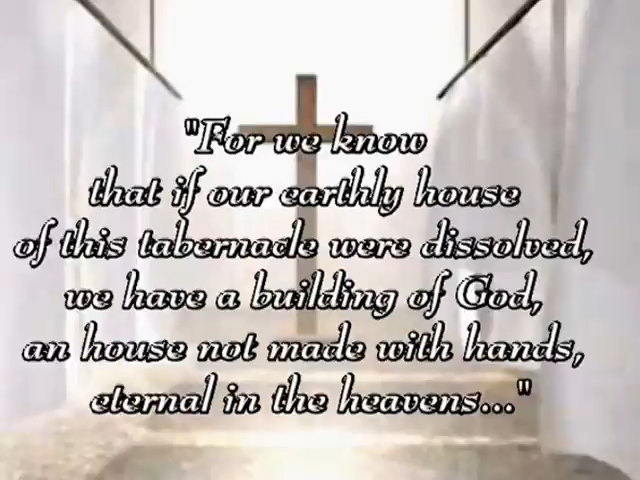 "For we know
that if our earthly house
of this tabernacle were dissolved,
we have a building of God,
an house not made with hands,
eternal in the heavens..."